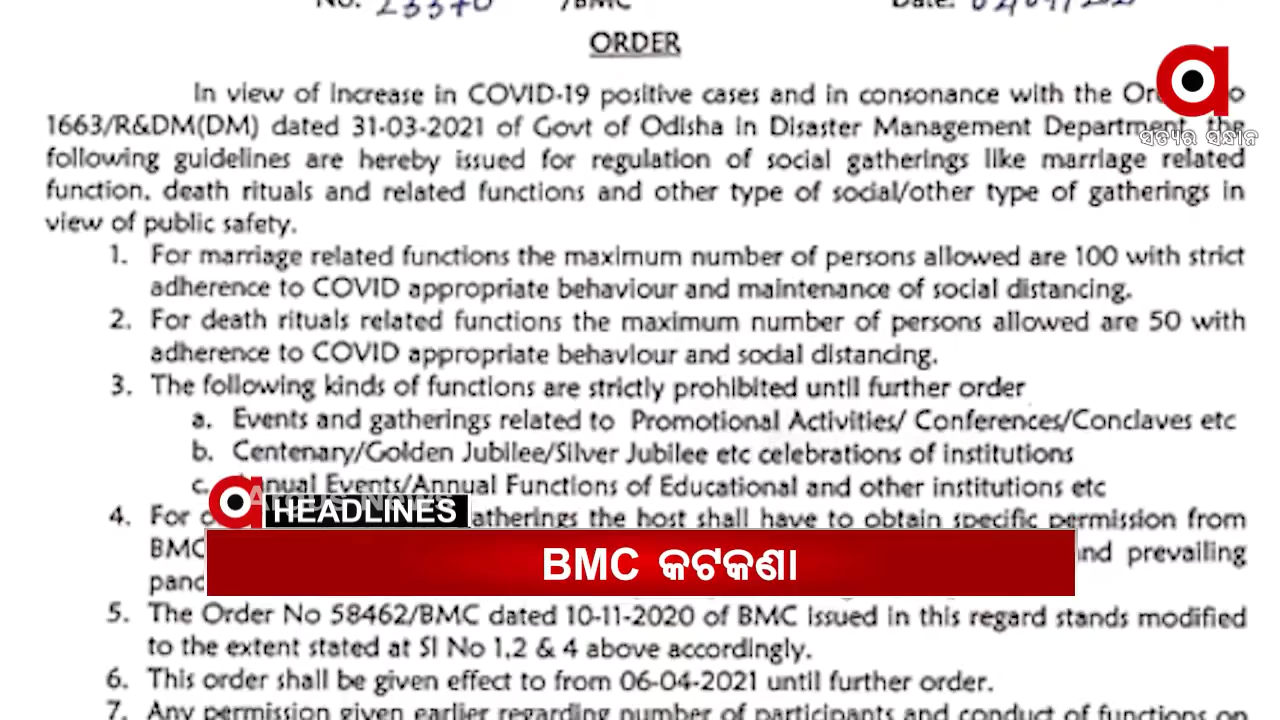 No. 23370 /BMC Date:
ORDER
In view of increase in COVID-19 positive cases and in consonance with the
ସତ୍ୟର ସନ୍ଧାନ
1663/R&DM(DM) dated 31-03-2021 of Govt of Odisha in Disaster Management Department, the
following guidelines are hereby issued for regulation of social gatherings like marriage related
function, death rituals and related functions and other type of social/other type of gatherings in
view of public safety.
1. For marriage related functions the maximum number of persons allowed are 100 with strict
adherence to COVID appropriate behaviour and maintenance of social distancing.
2. For death rituals related functions the maximum number of persons allowed are 50 with
adherence to COVID appropriate behaviour and social distancing.
3. The following kinds of functions are strictly prohibited until further order
a. Events and gatherings related to Promotional Activities/ Conferences/Conclaves etc
b. Centenary/Golden Jubilee/Silver Jubilee etc celebrations of institutions
c. Annual Events/Annual Functions of Educational and other institutions etc
HEADLINES
4. For gatherings the host shall have to obtain specific permission from
BMC and prevailing
BMC କଟକଣା
5. The Order No 58462/BMC dated 10-11-2020 of BMC issued in this regard stands modified
to the extent stated at Sl No 1,2 & 4 above accordingly.
6. This order shall be given effect to from 06-04-2021 until further order.
7. Any permission given earlier regarding number of participants and conduct of functions on